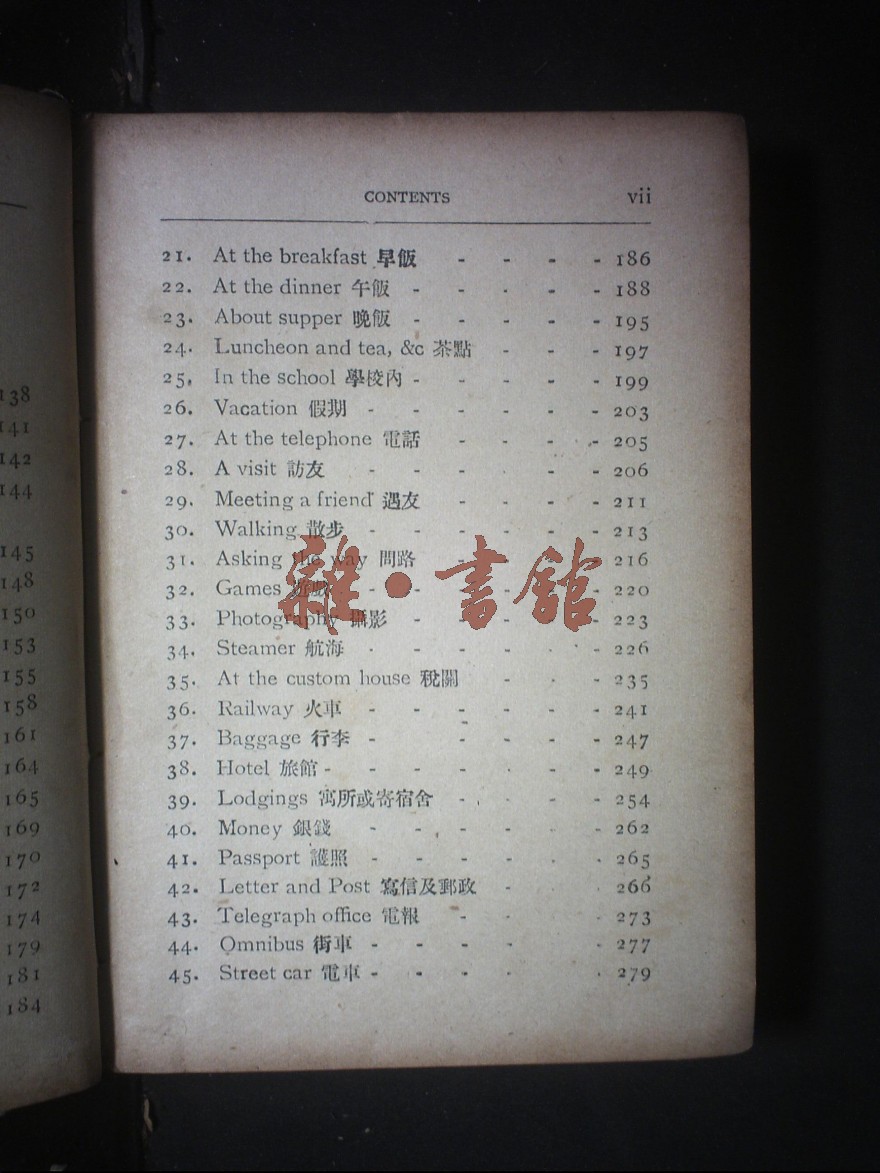 138
141
142
144
145
148
150
153
155
158
161
164
165
169
170
172
174
179
181
184
CONTENTS vii
21. At the breakfast 早飯 - - - - 186
22. At the dinner 午飯 - - - - - 188
23. About supper 晚飯 - - - - - 195
24. Luncheon and tea, &c 茶點 - - - 197
25. In the school 學校內 - - - - - 199
26. Vacation 假期 - - - - - - 203
27. At the telephone 電話 - - - - 205
28. A visit 訪友 - - - - - - 206
29. Meeting a friend 遇友 - - - - 211
30. Walking 散步 - - - - - - 213
31. Asking the way 問路 - - - - 216
32. Games - - - - - - 220
33. Photography 攝影 - - - - - 223
34. Steamer 航海 - - - - - - 226
35. At the custom house 稅關 - - - 235
36. Railway 火車 - - - - - - 241
37. Baggage 行李 - - - - - 247
38. Hotel 旅館 - - - - - - - 249
39. Lodgings 寓所或寄宿舍 - - - - 254
40. Money 銀錢 - - - - - - 262
41. Passport 護照 - - - - - - 265
42. Letter and Post 寫信及郵政 - - - 266
43. Telegraph office 電報 - - - 273
44. Omnibus 街車 - - - - - 277
45. Street car 電車 - - - - - 279
雜·書舘